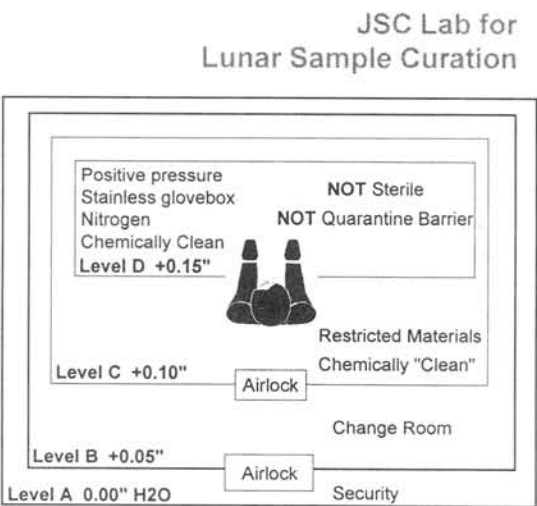 JSC Lab for
Lunar Sample Curation
Positive pressure
Stainless glovebox
Nitrogen
Chemically Clean
Level D +0.15"
NOT Sterile
NOT Quarantine Barrier
Restricted Materials
Chemically "Clean"
Level C +0.10"
Airlock
Change Room
Level B +0.05"
Airlock
Level A 0.00" H2O
Security